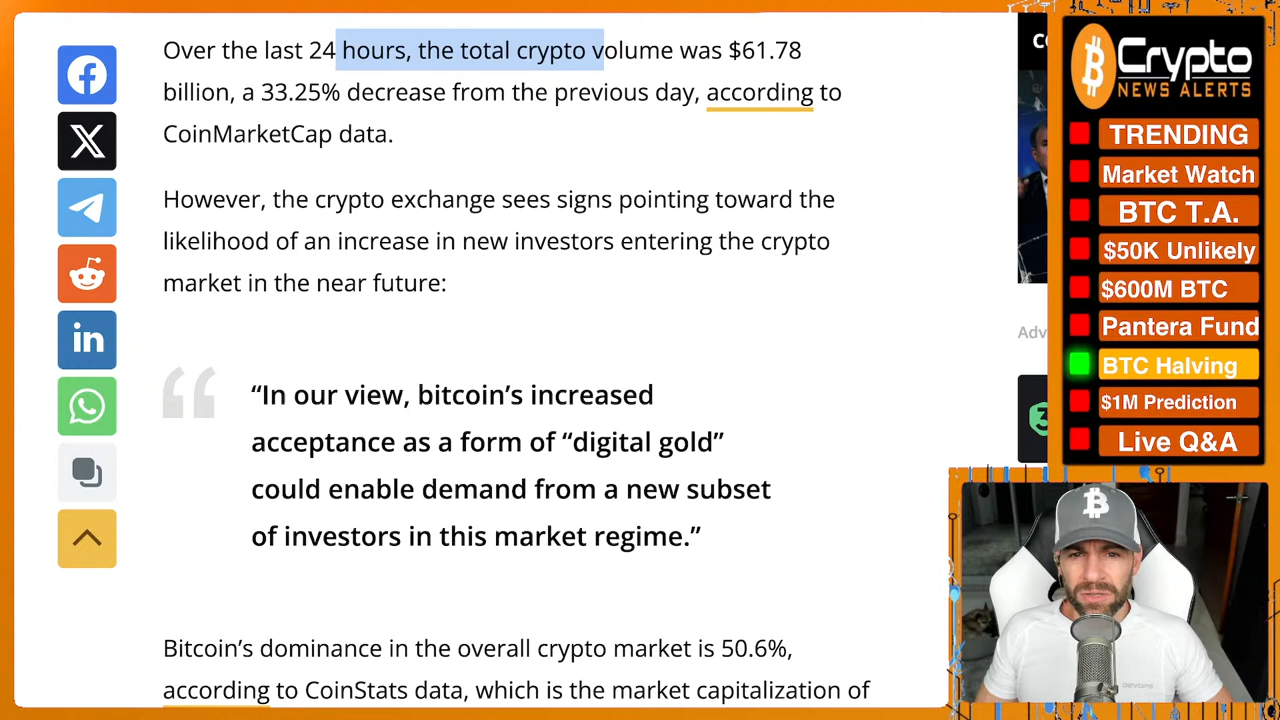 Over the last 24 hours, the total crypto volume was $61.78
billion, a 33.25% decrease from the previous day, according to
CoinMarketCap data.
However, the crypto exchange sees signs pointing toward the
likelihood of an increase in new investors entering the crypto
market in the near future:
“In our view, bitcoin’s increased
acceptance as a form of “digital gold”
could enable demand from a new subset
of investors in this market regime.”
Bitcoin’s dominance in the overall crypto market is 50.6%,
according to CoinStats data, which is the market capitalization of
Adv
Crypto
NEWS ALERTS
TRENDING
Market Watch
BTC T.A.
$50K Unlikely
$600M BTC
Pantera Fund
BTC Halving
$1M Prediction
Live Q&A